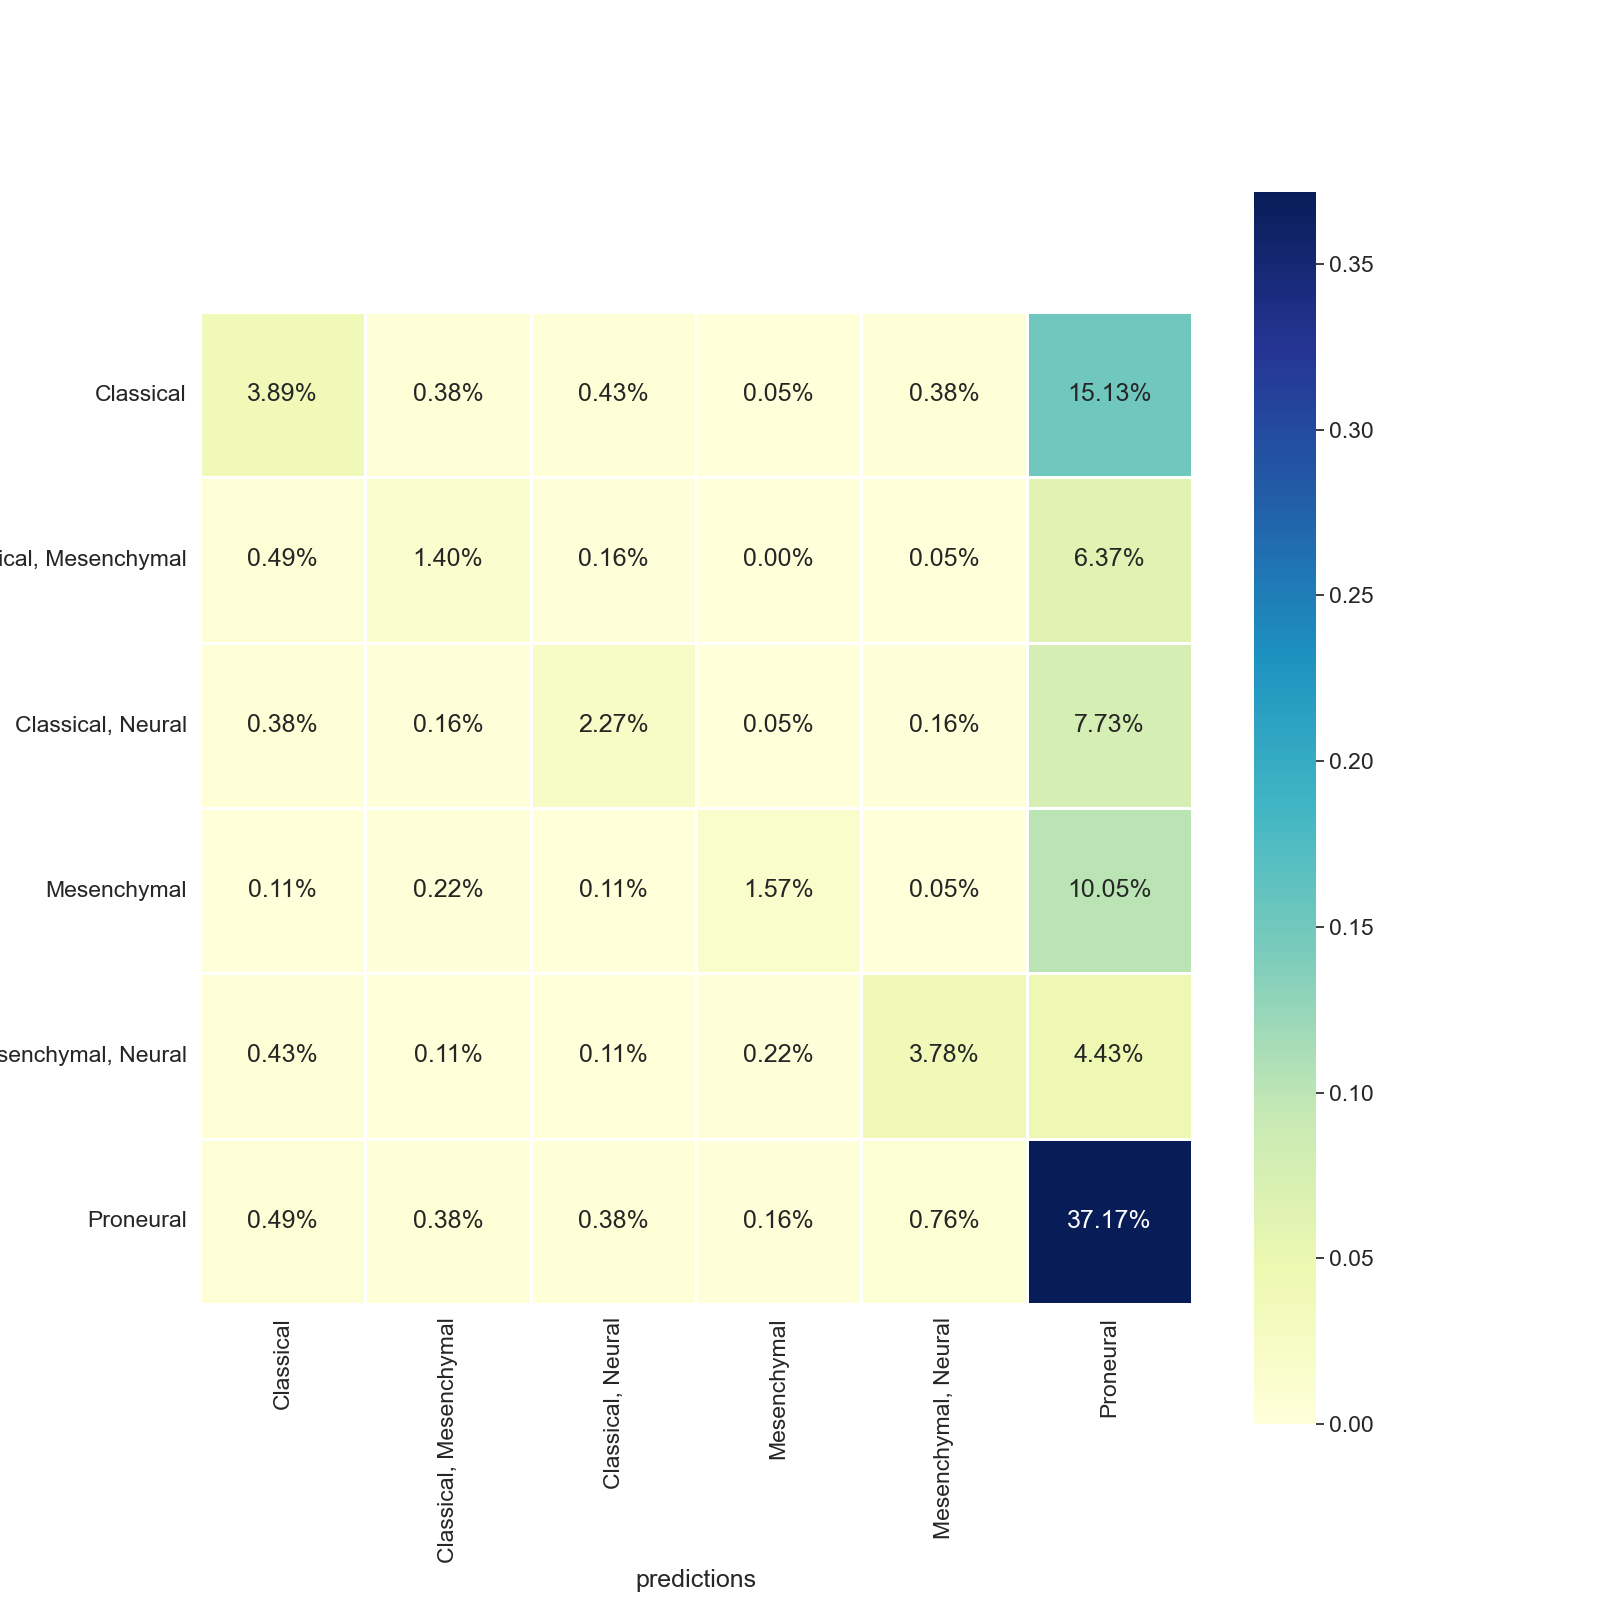 0.35
Classical 3.89% 0.38% 0.43% 0.05% 0.38% 15.13%
0.30
ical, Mesenchymal 0.49% 1.40% 0.16% 0.00% 0.05% 6.37%
0.25
Classical, Neural 0.38% 0.16% 2.27% 0.05% 0.16% 7.73%
0.20
Mesenchymal 0.11% 0.22% 0.11% 1.57% 0.05% 10.05%
0.15
senchymal, Neural 0.43% 0.11% 0.11% 0.22% 3.78% 4.43%
0.10
Proneural 0.49% 0.38% 0.38% 0.16% 0.76% 37.17%
0.05
0.00
Classical
Classical, Mesenchymal
Classical, Neural
Mesenchymal
Mesenchymal, Neural
Proneural
predictions